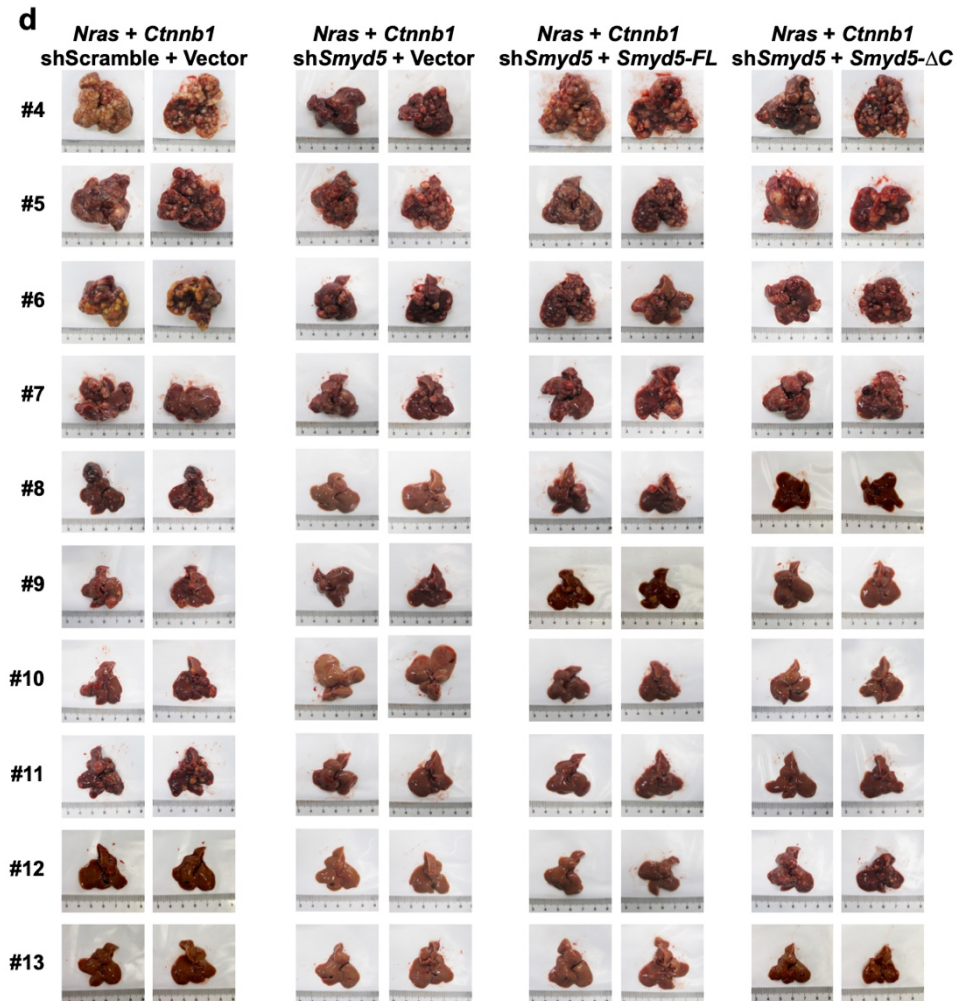 d
Nras + Ctnnb1
shScramble + Vector
Nras + Ctnnb1
shSmyd5 + Vector
Nras + Ctnnb1
shSmyd5 + Smyd5-FL
Nras + Ctnnb1
shSmyd5 + Smyd5-ΔC
#4
#5
#6
#7
#8
#9
#10
#11
#12
#13